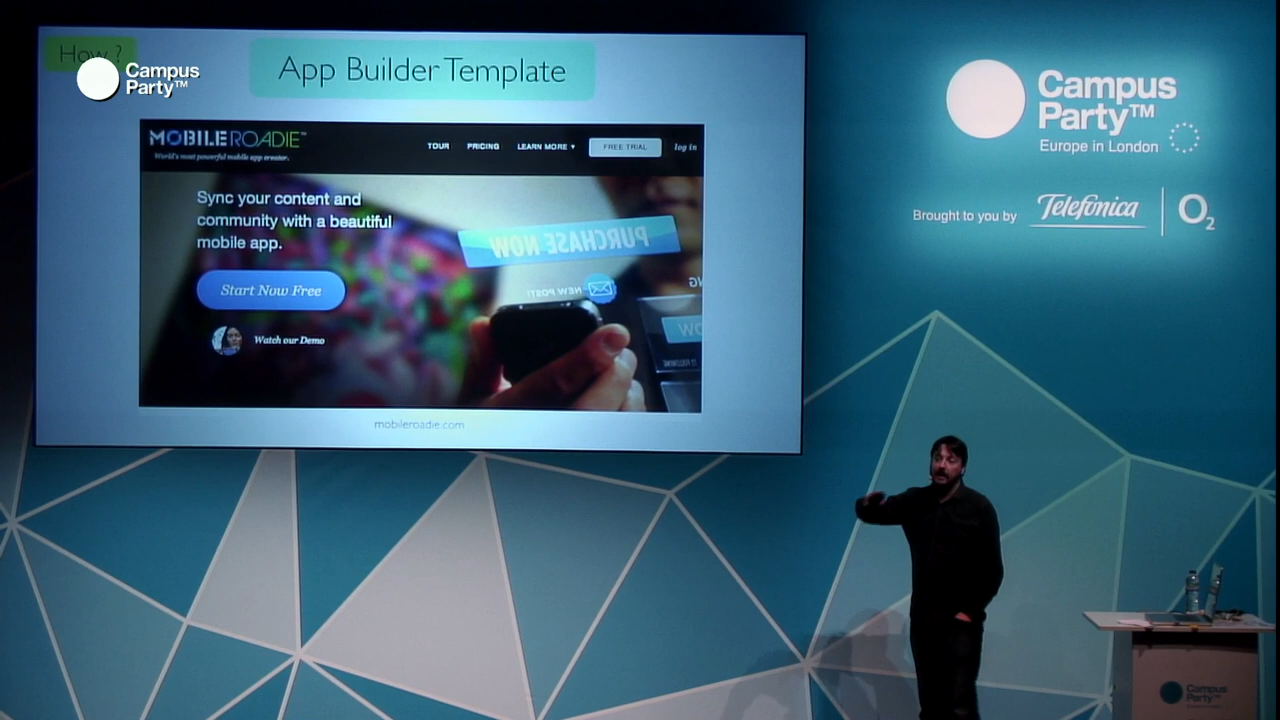 How ?
Campus
Party™
App Builder Template
MOBILEROADIE™
World's most powerful mobile app creator.
TOUR
PRICING
LEARN MORE ▾
FREE TRIAL
log in
Sync your content and
community with a beautiful
mobile app.
Start Now Free
Watch our Demo
PURCHASE NOW
NEW POST!
mobileroadie.com
Campus
Party™
Europe in London
Brought to you by
Telefónica
O2
Campus
Party™